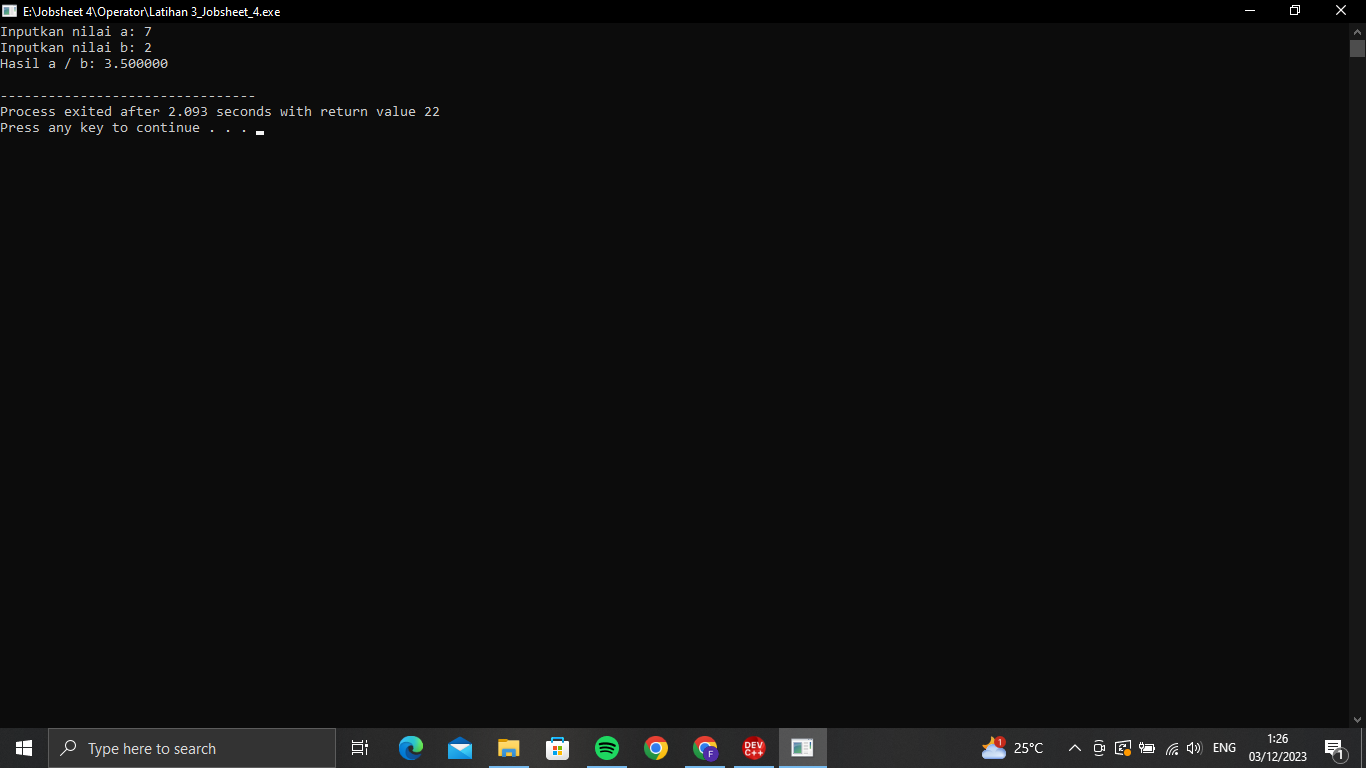 E:\Jobsheet 4\Operator\Latihan 3_Jobsheet_4.exe
Inputkan nilai a: 7
Inputkan nilai b: 2
Hasil a / b: 3.500000
--------------------------------
Process exited after 2.093 seconds with return value 22
Press any key to continue . . .
Type here to search
F
DEV
C++
1
25°C
ENG
1:26
03/12/2023
1